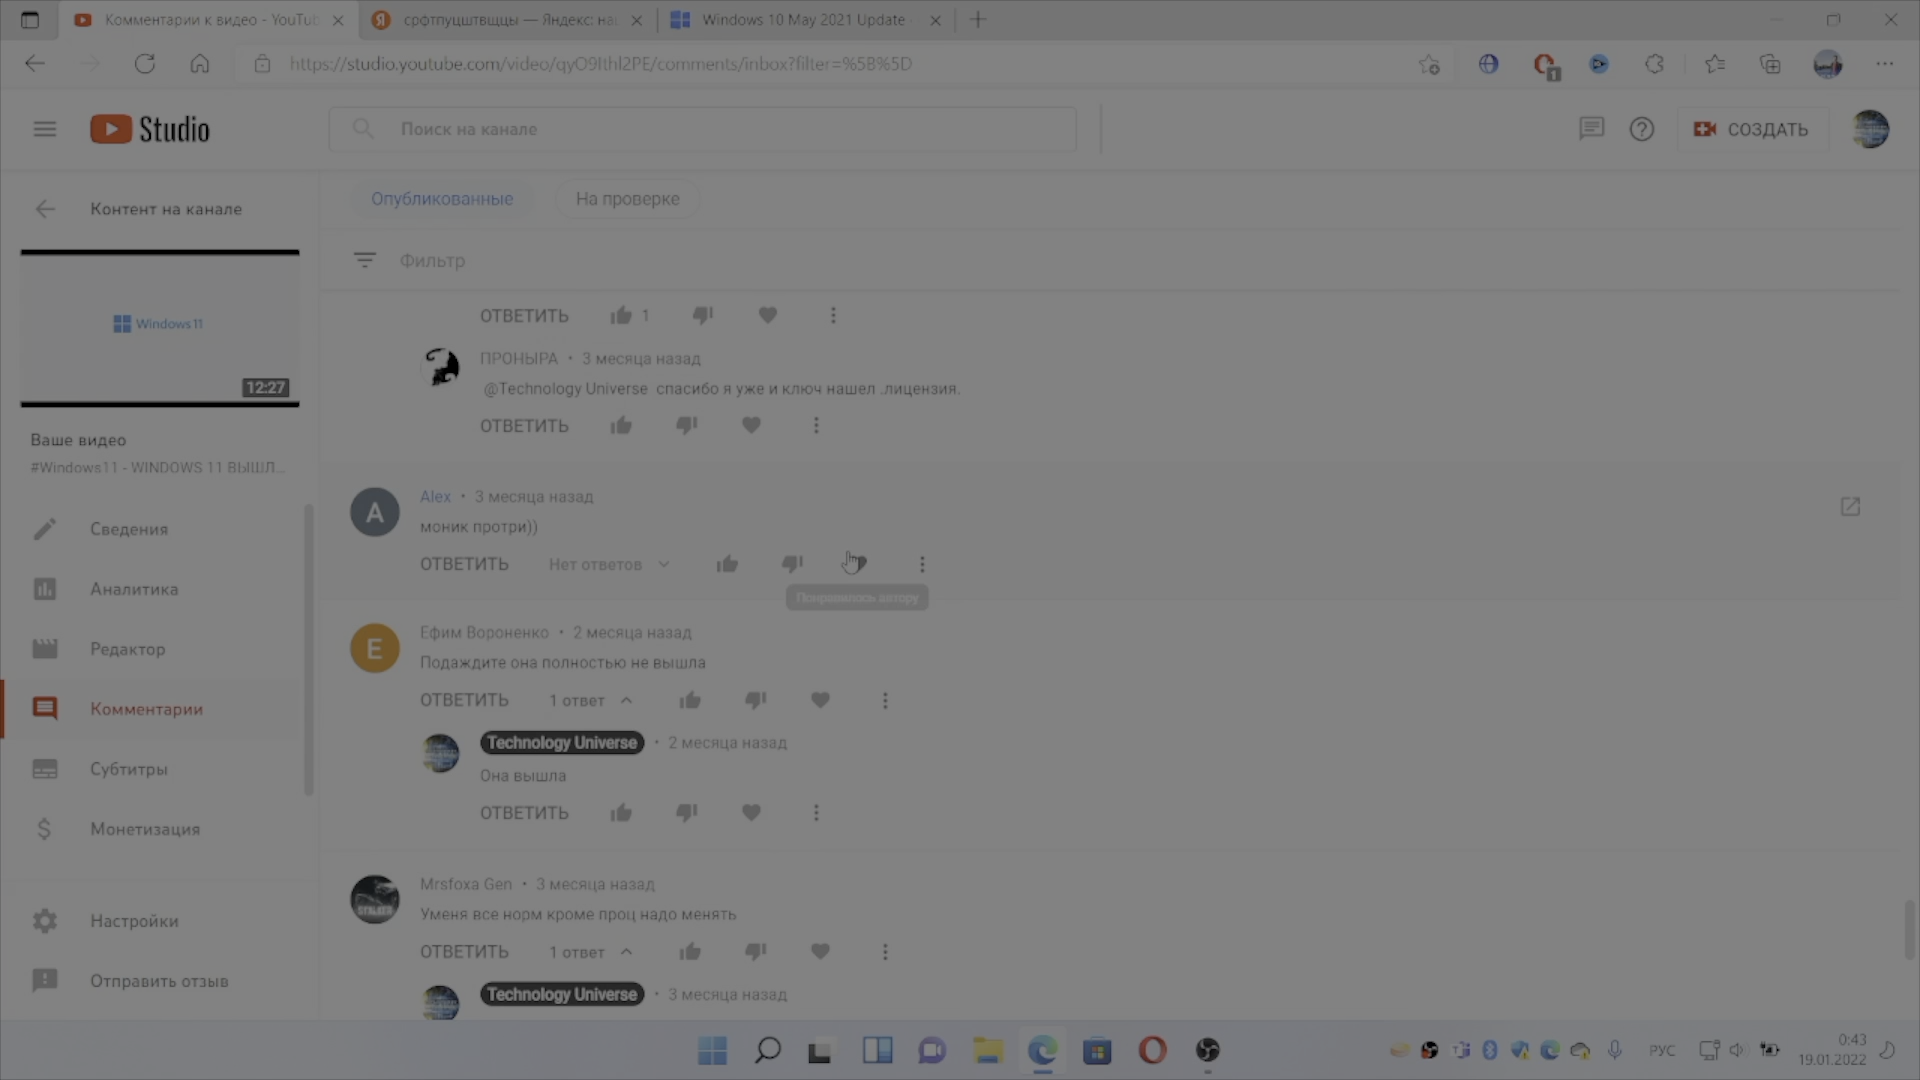 Комментарии к видео - YouTub
срфтпуцштвщцы — Яндекс: на
Windows 10 May 2021 Update
https://studio.youtube.com/video/qyO9Ithl2PE/comments/inbox?filter=%5B%5D
1
Studio
Поиск на канале
СОЗДАТЬ
Контент на канале
Опубликованные
На проверке
Фильтр
Windows11
12:27
Ваше видео
#Windows11 - WINDOWS 11 ВЫШЛ...
Сведения
Аналитика
Редактор
Комментарии
Субтитры
Монетизация
Настройки
Отправить отзыв
ОТВЕТИТЬ 1
ПРОНЫРА • 3 месяца назад
@Technology Universe спасибо я уже и ключ нашел .лицензия.
ОТВЕТИТЬ
A
Alex • 3 месяца назад
моник протри))
ОТВЕТИТЬ Нет ответов
Понравилось автору
Е
Ефим Вороненко • 2 месяца назад
Подаждите она полностью не вышла
ОТВЕТИТЬ 1 ответ
Technology Universe • 2 месяца назад
Она вышла
ОТВЕТИТЬ
STALKER
Mrsfoxa Gen • 3 месяца назад
Уменя все норм кроме проц надо менять
ОТВЕТИТЬ 1 ответ
Technology Universe • 3 месяца назад
РУС
0:43
19.01.2022